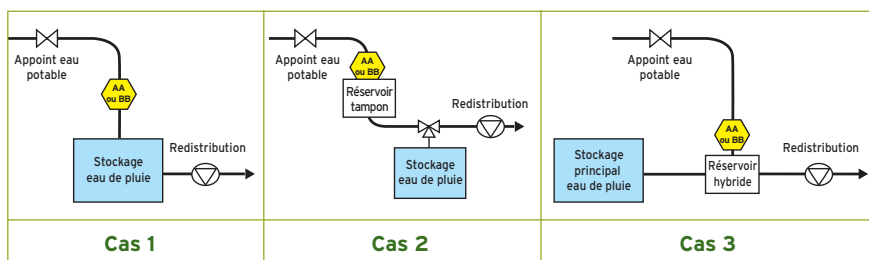 Appoint eau
potable
AA
ou BB
Stockage
eau de pluie
Redistribution
Cas 1
Appoint eau
potable
AA
ou BB
Réservoir
tampon
Redistribution
Stockage
eau de pluie
Cas 2
Appoint eau
potable
AA
ou BB
Stockage
principal
eau de pluie
Réservoir
hybride
Redistribution
Cas 3